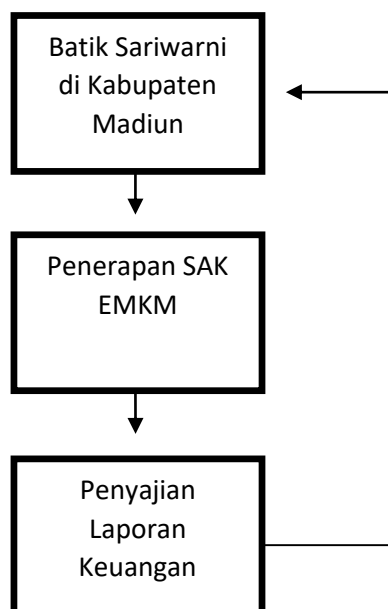 Batik Sariwarni
di Kabupaten
Madiun
Penerapan SAK
EMKM
Penyajian
Laporan
Keuangan